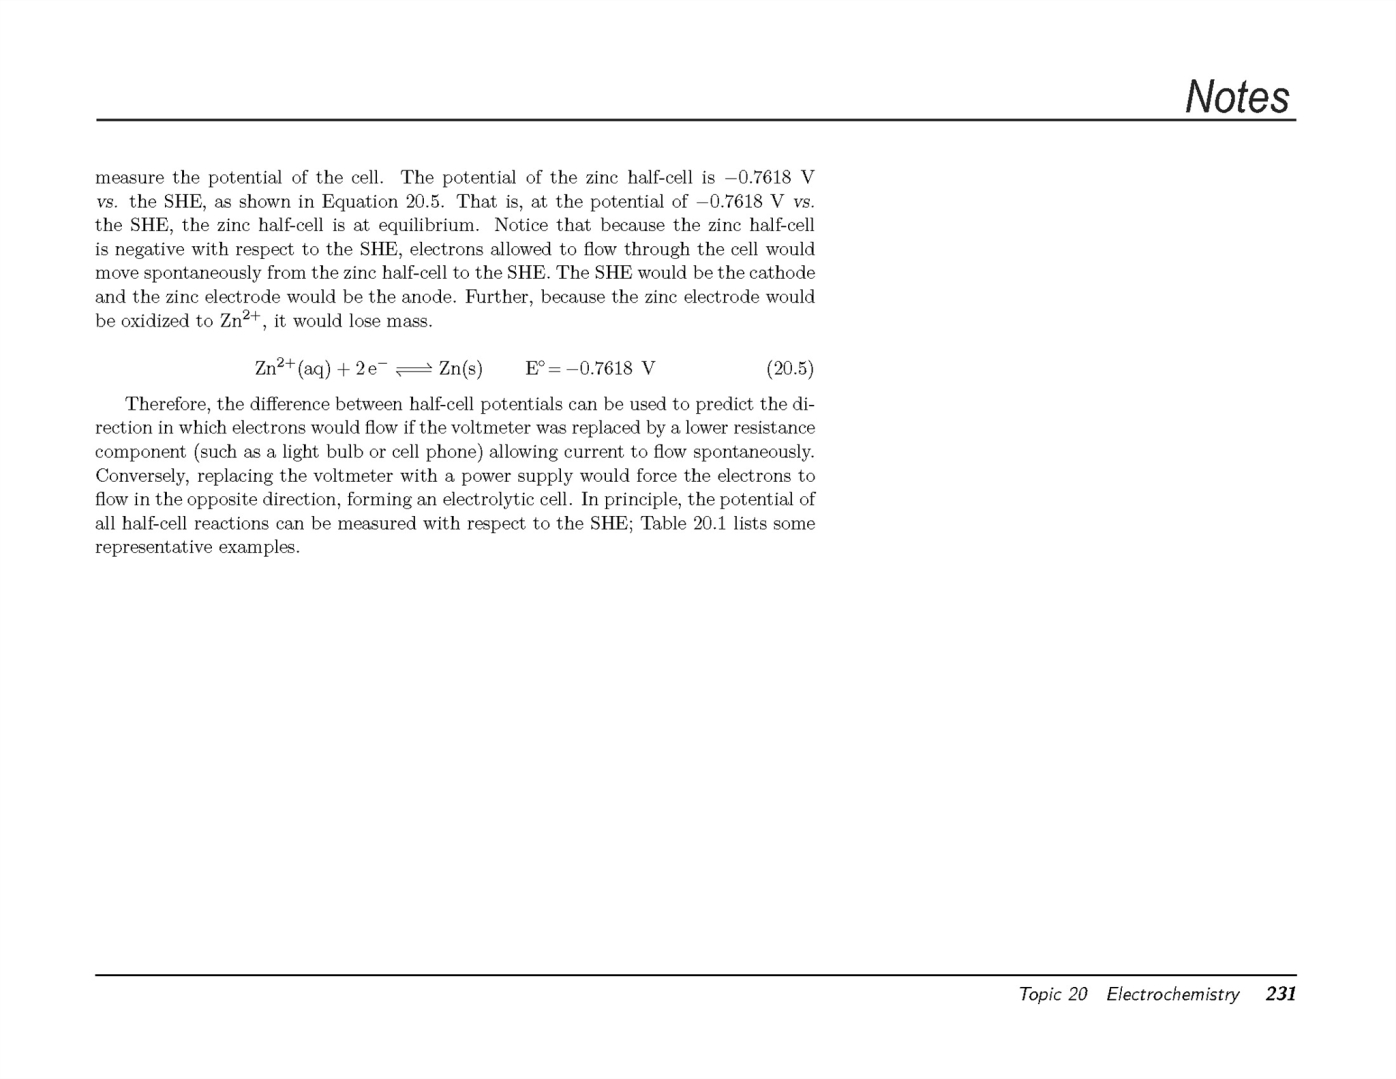 Notes
measure the potential of the cell. The potential of the zinc half-cell is −0.7618 V
vs. the SHE, as shown in Equation 20.5. That is, at the potential of −0.7618 V vs.
the SHE, the zinc half-cell is at equilibrium. Notice that because the zinc half-cell
is negative with respect to the SHE, electrons allowed to flow through the cell would
move spontaneously from the zinc half-cell to the SHE. The SHE would be the cathode
and the zinc electrode would be the anode. Further, because the zinc electrode would
be oxidized to Zn²⁺, it would lose mass.
Zn²⁺(aq) + 2 e⁻ ⇌ Zn(s) E° = −0.7618 V (20.5)
Therefore, the difference between half-cell potentials can be used to predict the di-
rection in which electrons would flow if the voltmeter was replaced by a lower resistance
component (such as a light bulb or cell phone) allowing current to flow spontaneously.
Conversely, replacing the voltmeter with a power supply would force the electrons to
flow in the opposite direction, forming an electrolytic cell. In principle, the potential of
all half-cell reactions can be measured with respect to the SHE; Table 20.1 lists some
representative examples.
Topic 20 Electrochemistry 231